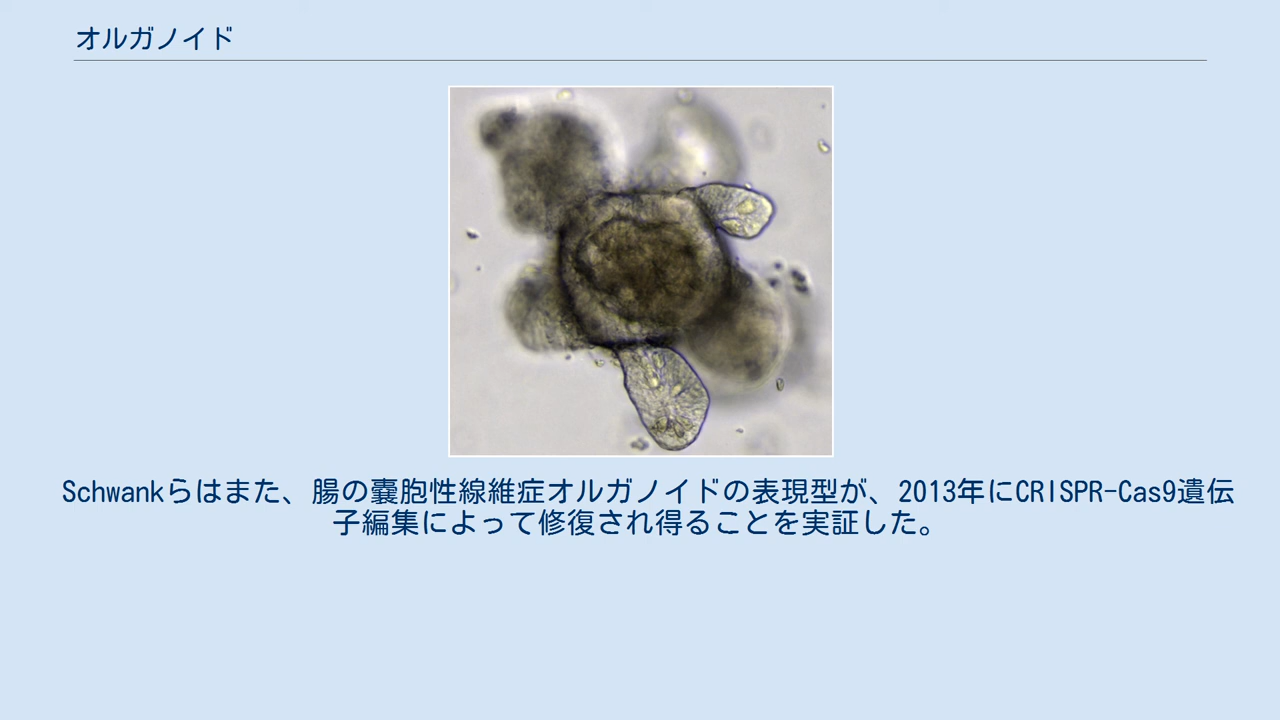 オルガノイド
Schwankらはまた、腸の嚢胞性線維症オルガノイドの表現型が、2013年にCRISPR-Cas9遺伝
子編集によって修復され得ることを実証した。